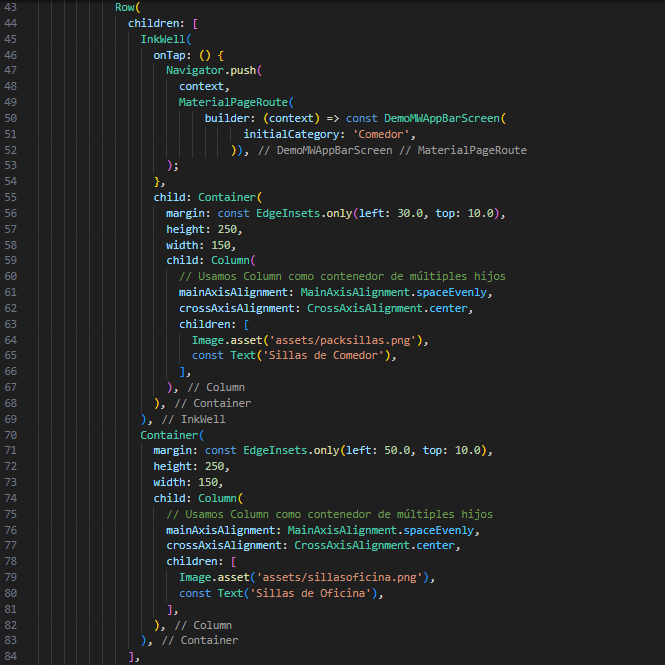 43 Row(
44 children: [
45 InkWell(
46 onTap: () {
47 Navigator.push(
48 context,
49 MaterialPageRoute(
50 builder: (context) => const DemoMWAppBarScreen(
51 initialCategory: 'Comedor',
52 )), // DemoMWAppBarScreen // MaterialPageRoute
53 );
54 },
55 child: Container(
56 margin: const EdgeInsets.only(left: 30.0, top: 10.0),
57 height: 250,
58 width: 150,
59 child: Column(
60 // Usamos Column como contenedor de múltiples hijos
61 mainAxisAlignment: MainAxisAlignment.spaceEvenly,
62 crossAxisAlignment: CrossAxisAlignment.center,
63 children: [
64 Image.asset('assets/packsillas.png'),
65 const Text('Sillas de Comedor'),
66 ],
67 ), // Column
68 ), // Container
69 ), // InkWell
70 Container(
71 margin: const EdgeInsets.only(left: 50.0, top: 10.0),
72 height: 250,
73 width: 150,
74 child: Column(
75 // Usamos Column como contenedor de múltiples hijos
76 mainAxisAlignment: MainAxisAlignment.spaceEvenly,
77 crossAxisAlignment: CrossAxisAlignment.center,
78 children: [
79 Image.asset('assets/sillasoficina.png'),
80 const Text('Sillas de Oficina'),
81 ],
82 ), // Column
83 ), // Container
84 ],